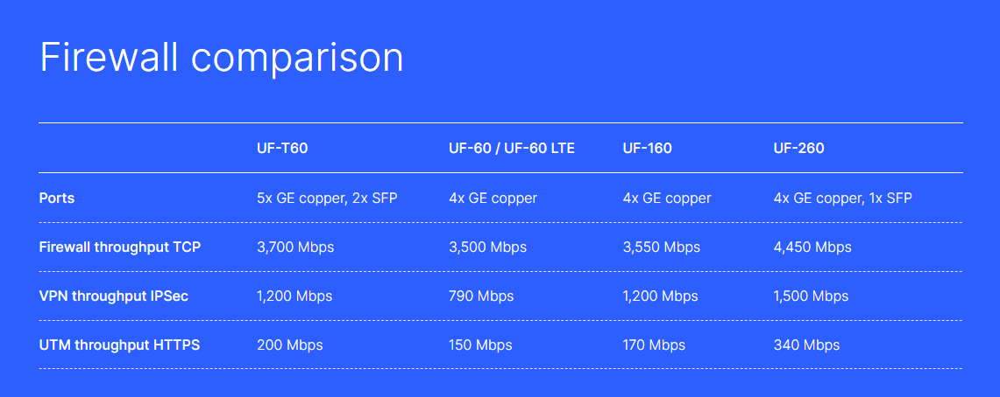 Firewall comparison
UF-T60 UF-60 / UF-60 LTE UF-160 UF-260
Ports 5x GE copper, 2x SFP 4x GE copper 4x GE copper 4x GE copper, 1x SFP
Firewall throughput TCP 3,700 Mbps 3,500 Mbps 3,550 Mbps 4,450 Mbps
VPN throughput IPSec 1,200 Mbps 790 Mbps 1,200 Mbps 1,500 Mbps
UTM throughput HTTPS 200 Mbps 150 Mbps 170 Mbps 340 Mbps